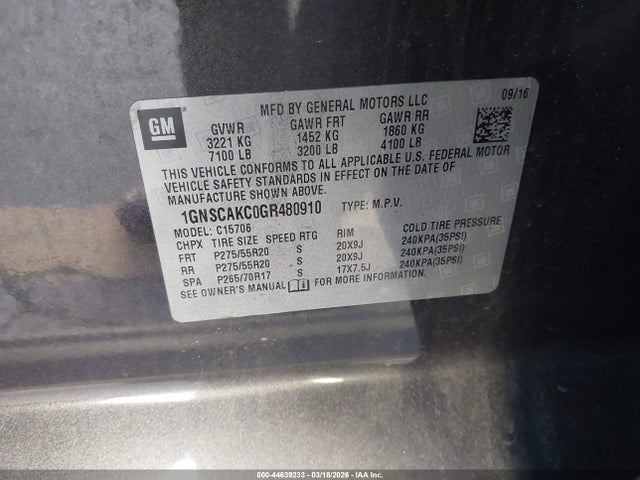 GM
MFD BY GENERAL MOTORS LLC
09/16
GVWR GAWR FRT GAWR RR
3221 KG 1452 KG 1860 KG
7100 LB 3200 LB 4100 LB
THIS VEHICLE CONFORMS TO ALL APPLICABLE U.S. FEDERAL MOTOR
VEHICLE SAFETY STANDARDS IN EFFECT ON THE DATE OF
MANUFACTURE SHOWN ABOVE.
1GNSCAKC0GR480910 TYPE: M.P.V.
C15706
CHPX TIRE SIZE SPEED RTG RIM COLD TIRE PRESSURE
FRT P275/55R20 S 20X9J 240KPA(35PSI)
RR P275/55R20 S 20X9J 240KPA(35PSI)
SPA P265/70R17 S 17X7.5J 240KPA(35PSI)
SEE OWNER'S MANUAL FOR MORE INFORMATION.
000-44639233 - 03/18/2026 - IAA Inc.